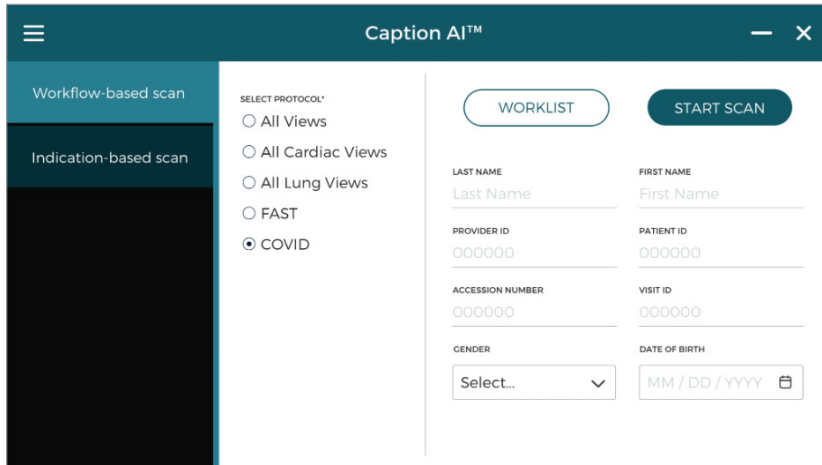 Caption AI™
Workflow-based scan
Indication-based scan
SELECT PROTOCOL*
All Views
All Cardiac Views
All Lung Views
FAST
COVID
WORKLIST
START SCAN
LAST NAME
Last Name
FIRST NAME
First Name
PROVIDER ID
000000
PATIENT ID
000000
ACCESSION NUMBER
000000
VISIT ID
000000
GENDER
Select...
DATE OF BIRTH
MM / DD / YYYY